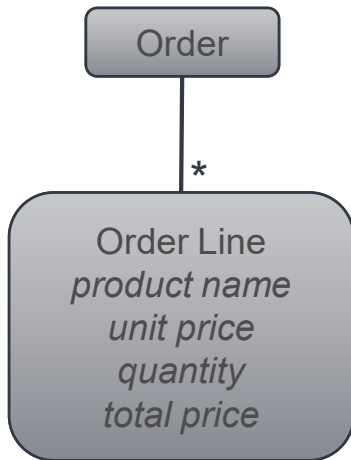 Order
*
Order Line
product name
unit price
quantity
total price